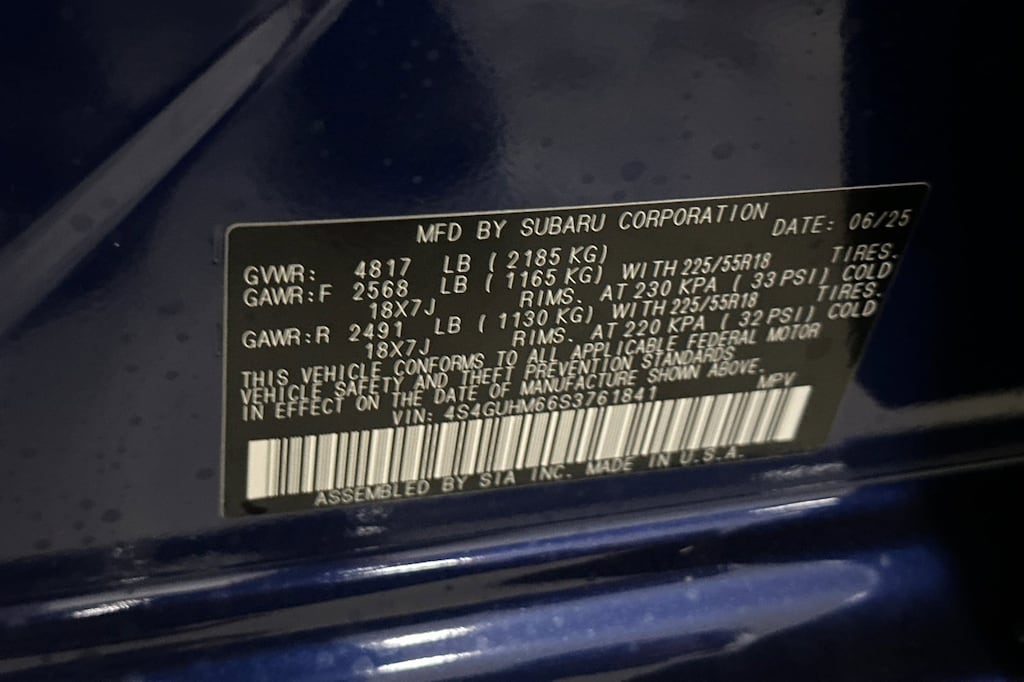 MFD BY SUBARU CORPORATION DATE: 06/25
GVWR: 4817 LB ( 2185 KG)
GAWR:F 2568 LB ( 1165 KG) WITH 225/55R18 TIRES.
18X7J RIMS. AT 230 KPA ( 33 PSI) COLD
GAWR:R 2491 LB ( 1130 KG) WITH 225/55R18 TIRES.
18X7J RIMS. AT 220 KPA ( 32 PSI) COLD
THIS VEHICLE CONFORMS TO ALL APPLICABLE FEDERAL MOTOR
VEHICLE SAFETY AND THEFT PREVENTION STANDARDS
IN EFFECT ON THE DATE OF MANUFACTURE SHOWN ABOVE.
VIN: 4S4GUHM66S3761841 MPV
ASSEMBLED BY SIA INC. MADE IN U.S.A.